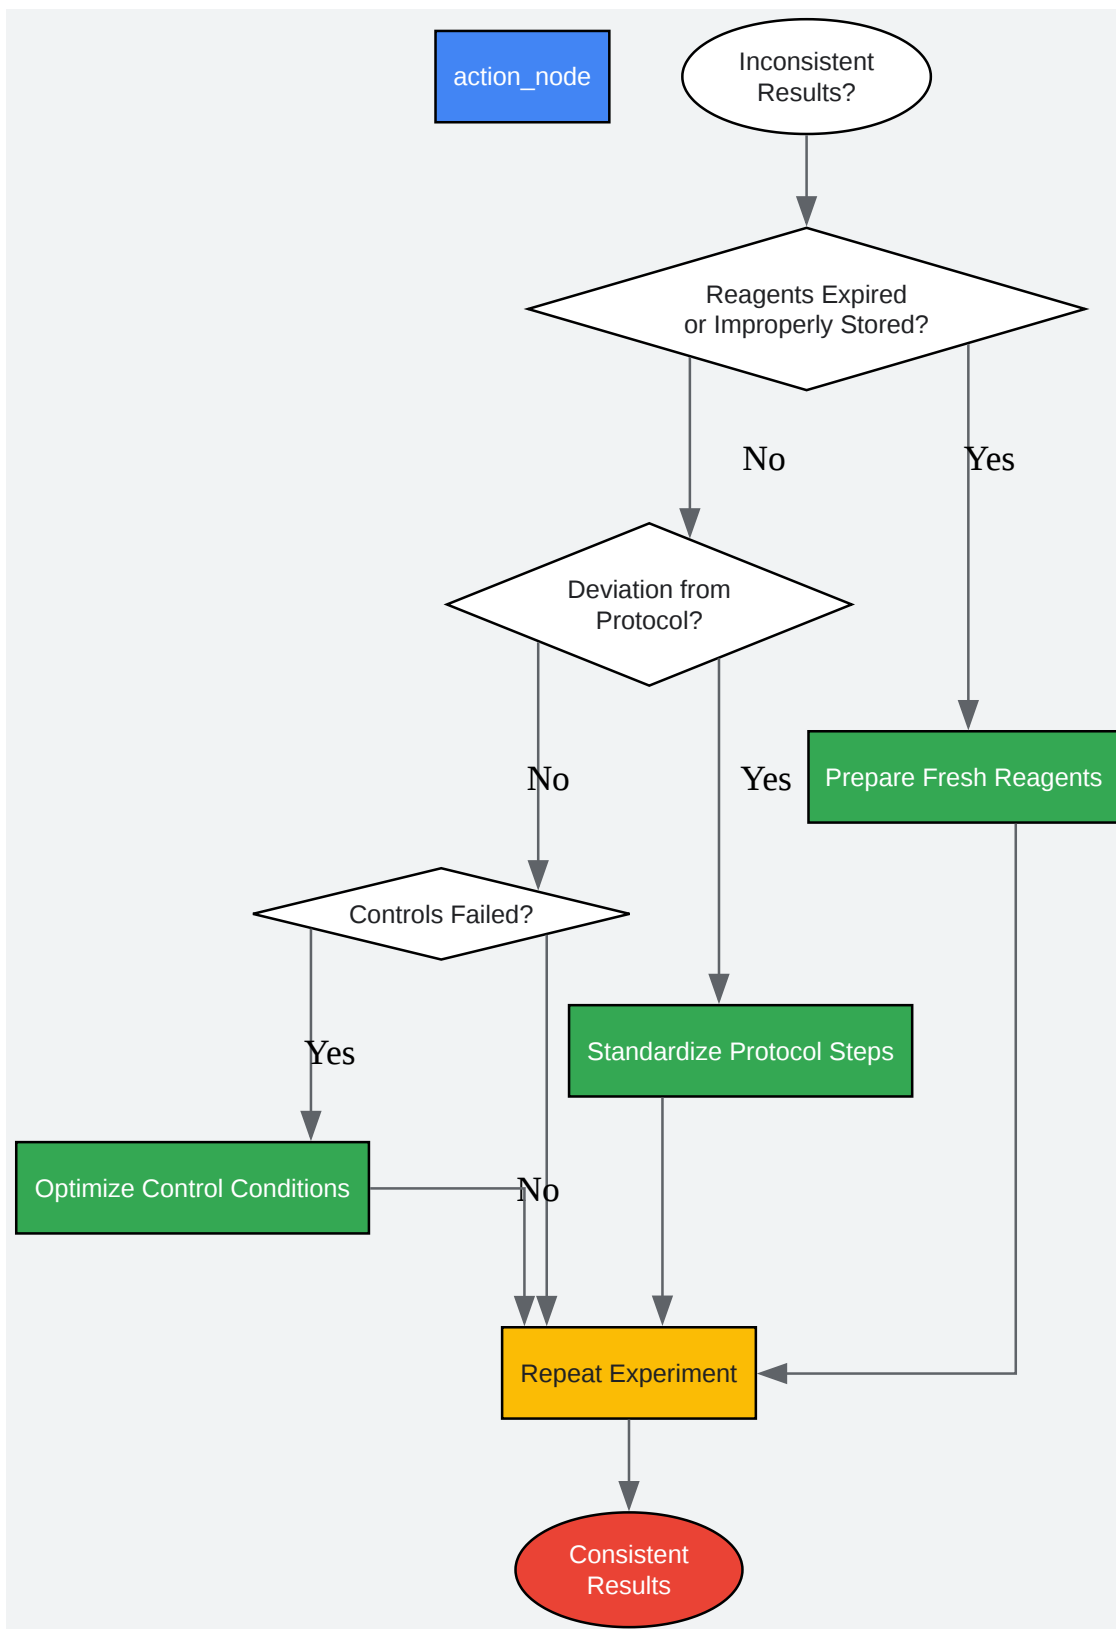 action_node
Inconsistent
Results?
Reagents Expired
or Improperly Stored?
No
Yes
Deviation from
Protocol?
No
Yes
Prepare Fresh Reagents
Controls Failed?
Yes
Standardize Protocol Steps
Optimize Control Conditions
No
Repeat Experiment
Consistent
Results